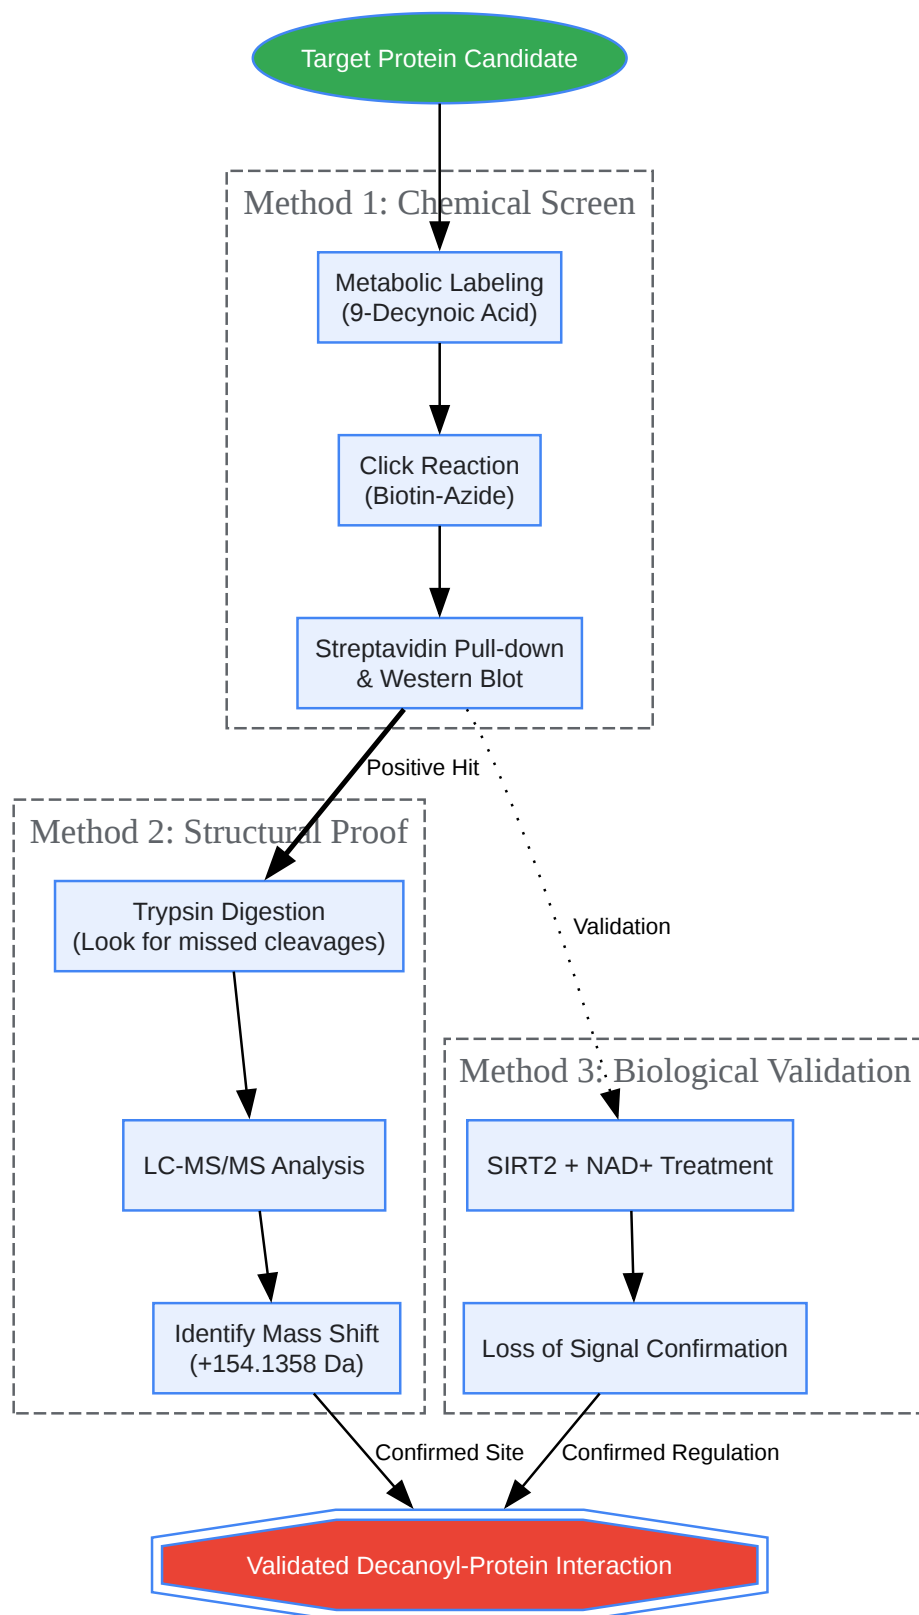 Target Protein Candidate
Method 1: Chemical Screen
Metabolic Labeling
(9-Decynoic Acid)
Click Reaction
(Biotin-Azide)
Streptavidin Pull-down
& Western Blot
Positive Hit
Method 2: Structural Proof
Trypsin Digestion
(Look for missed cleavages)
Validation
Method 3: Biological Validation
LC-MS/MS Analysis
SIRT2 + NAD+ Treatment
Identify Mass Shift
(+154.1358 Da)
Loss of Signal Confirmation
Confirmed Site
Confirmed Regulation
Validated Decanoyl-Protein Interaction